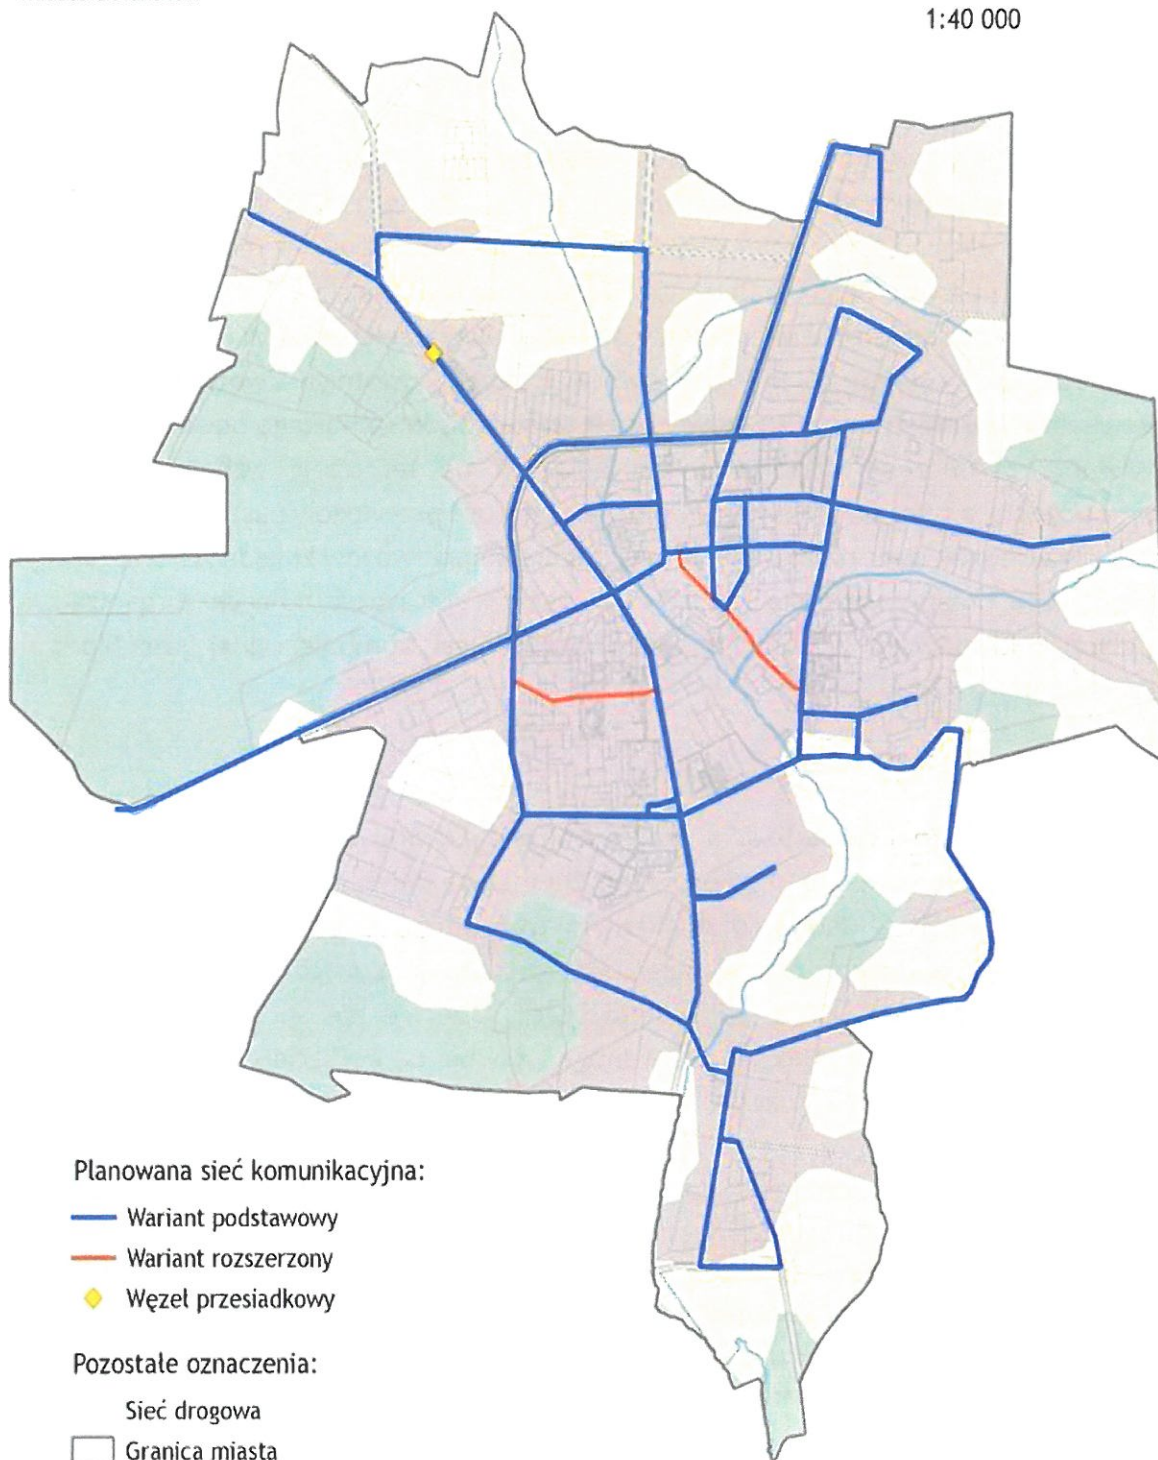 1:40 000
Planowana sieć komunikacyjna:
Wariant podstawowy
Wariant rozszerzony
Węzeł przesiadkowy
Pozostałe oznaczenia:
Sieć drogowa
Granica miasta